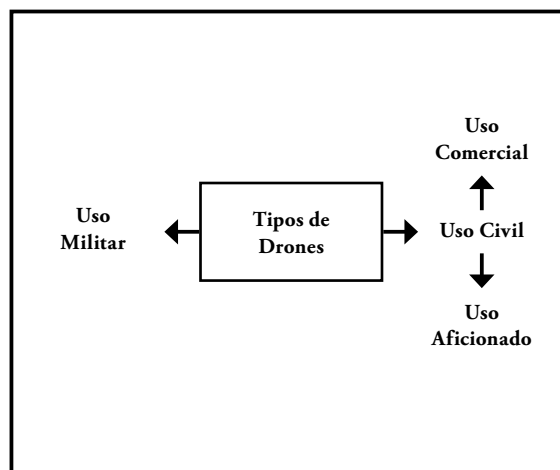 Uso
Comercial
Uso
Militar
Tipos de
Drones
Uso Civil
Uso
Aficionado